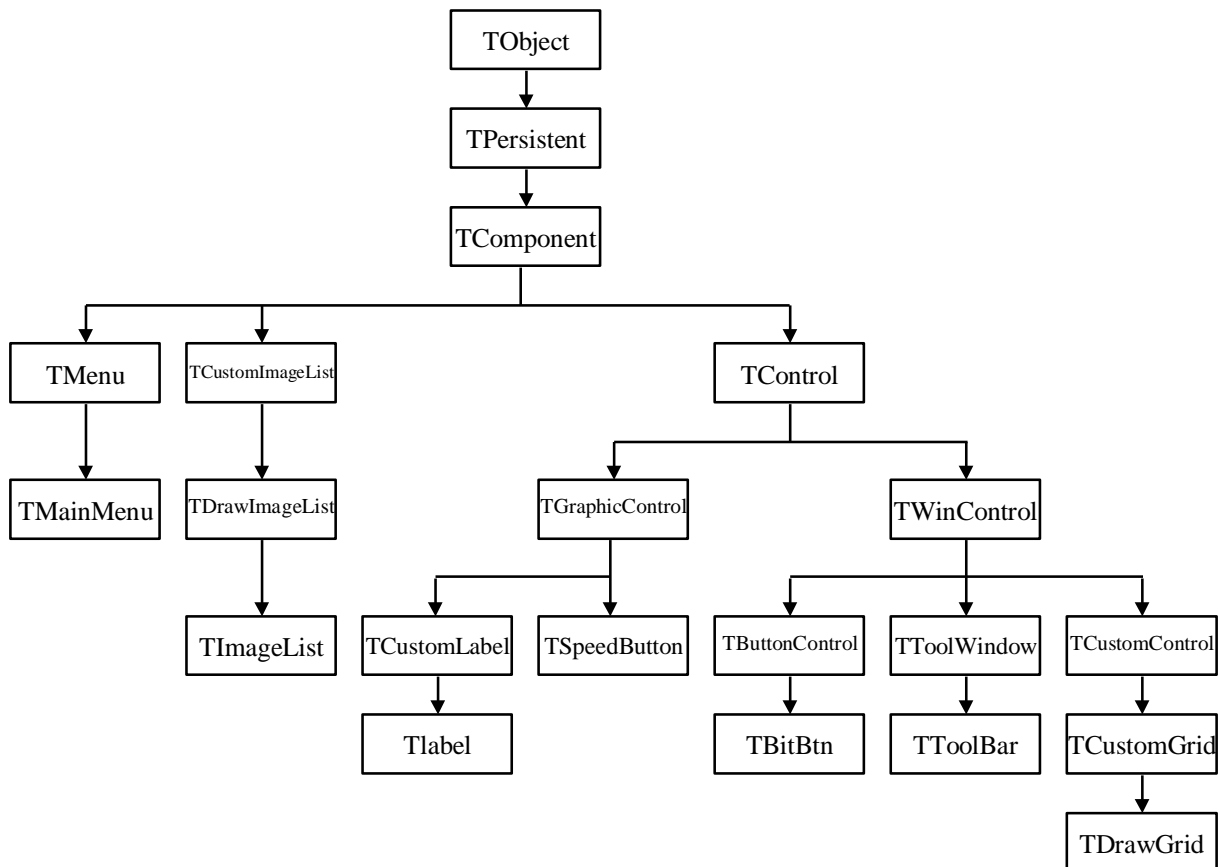 TObject
TPersistent
TComponent
TMenu
TCustomImageList
TControl
TMainMenu
TDrawImageList
TGraphicControl
TWinControl
TImageList
TCustomLabel
TSpeedButton
TButtonControl
TToolWindow
TCustomControl
Tlabel
TBitBtn
TToolBar
TCustomGrid
TDrawGrid